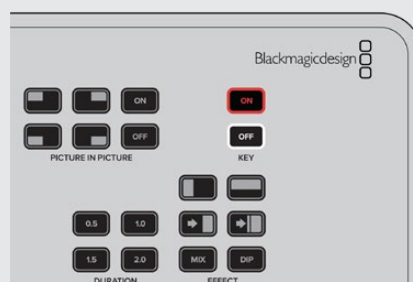 Blackmagicdesign
ON
ON
OFF
OFF
PICTURE IN PICTURE
KEY
0.5
1.0
1.5
2.0
MIX
DIP
DURATION
EFFECT